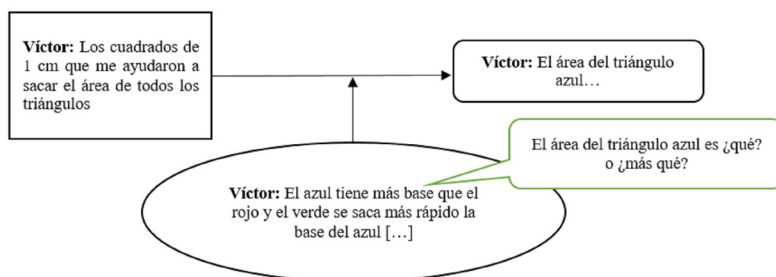 Víctor: Los cuadrados de
1 cm que me ayudaron a
sacar el área de todos los
triángulos
Víctor: El área del triángulo
azul…
El área del triángulo azul es ¿qué?
o ¿más qué?
Víctor: El azul tiene más base que el
rojo y el verde se saca más rápido la
base del azul […]